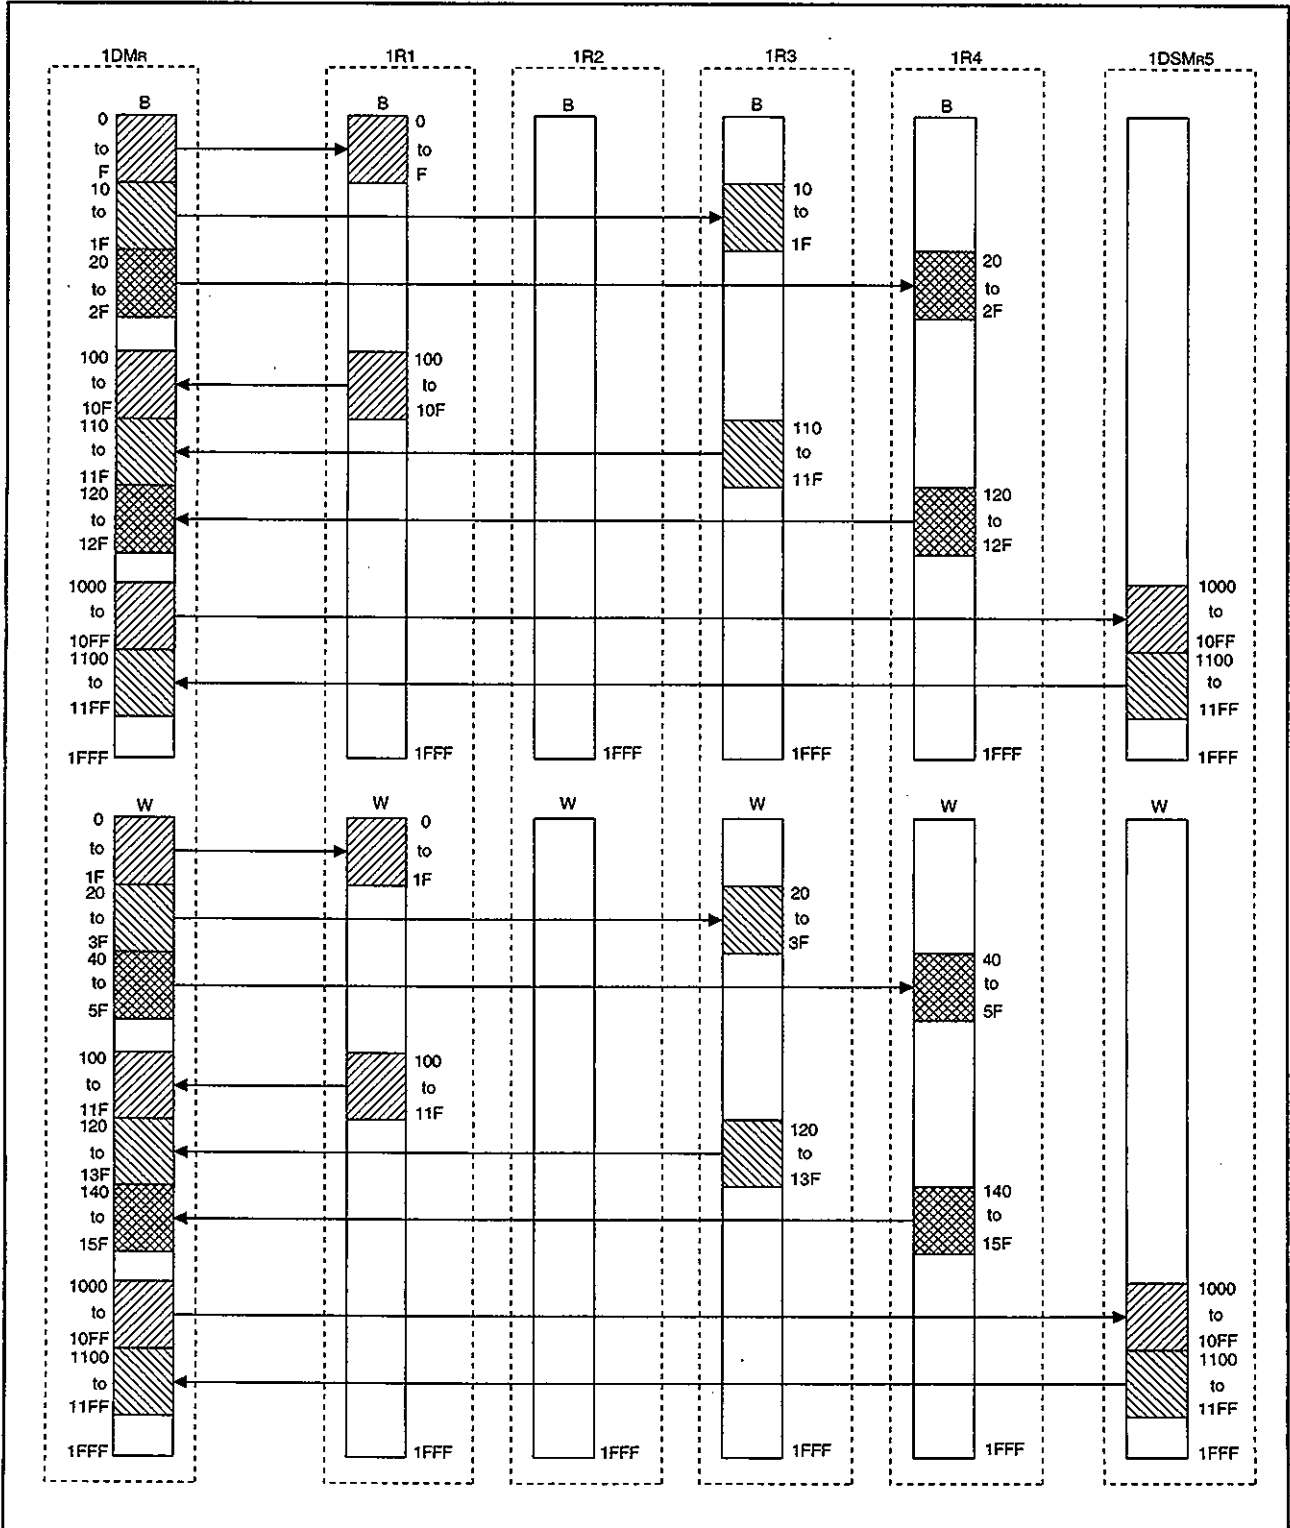 1DMR 1R1 1R2 1R3 1R4 1DSMR5
B B B B B
0 0
to to
F F
10 10
to to
1F 1F
20 20
to to
2F 2F
100 100
to to
10F 10F
110 110
to to
11F 11F
120 120
to to
12F 12F
1000 1000
to to
10FF 10FF
1100 1100
to to
11FF 11FF
1FFF 1FFF 1FFF 1FFF 1FFF 1FFF
W W W W W W
0 0
to to
1F 1F
20 20
to to
3F 3F
40 40
to to
5F 5F
100 100
to to
11F 11F
120 120
to to
13F 13F
140 140
to to
15F 15F
1000 1000
to to
10FF 10FF
1100 1100
to to
11FF 11FF
1FFF 1FFF 1FFF 1FFF 1FFF 1FFF